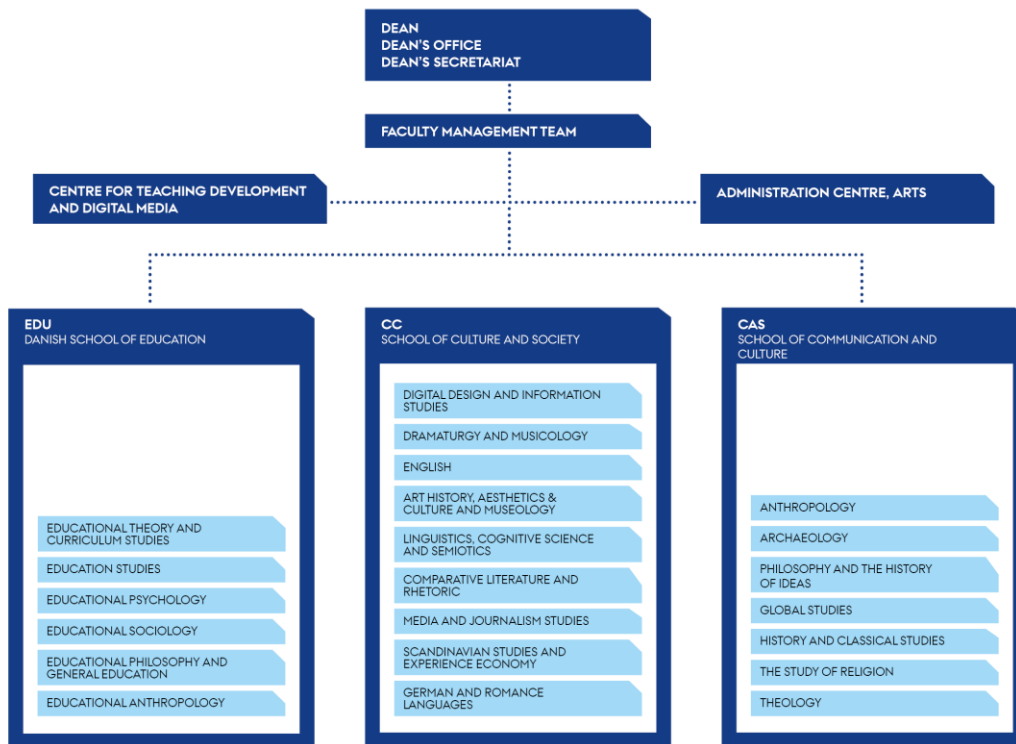 DEAN
DEAN'S OFFICE
DEAN'S SECRETARIAT
FACULTY MANAGEMENT TEAM
CENTRE FOR TEACHING DEVELOPMENT
AND DIGITAL MEDIA
ADMINISTRATION CENTRE, ARTS
EDU
DANISH SCHOOL OF EDUCATION
EDUCATIONAL THEORY AND
CURRICULUM STUDIES
EDUCATION STUDIES
EDUCATIONAL PSYCHOLOGY
EDUCATIONAL SOCIOLOGY
EDUCATIONAL PHILOSOPHY AND
GENERAL EDUCATION
EDUCATIONAL ANTHROPOLOGY
CC
SCHOOL OF CULTURE AND SOCIETY
DIGITAL DESIGN AND INFORMATION
STUDIES
DRAMATURGY AND MUSICOLOGY
ENGLISH
ART HISTORY, AESTHETICS &
CULTURE AND MUSEOLOGY
LINGUISTICS, COGNITIVE SCIENCE
AND SEMIOTICS
COMPARATIVE LITERATURE AND
RHETORIC
MEDIA AND JOURNALISM STUDIES
SCANDINAVIAN STUDIES AND
EXPERIENCE ECONOMY
GERMAN AND ROMANCE
LANGUAGES
CAS
SCHOOL OF COMMUNICATION AND
CULTURE
ANTHROPOLOGY
ARCHAEOLOGY
PHILOSOPHY AND THE HISTORY
OF IDEAS
GLOBAL STUDIES
HISTORY AND CLASSICAL STUDIES
THE STUDY OF RELIGION
THEOLOGY